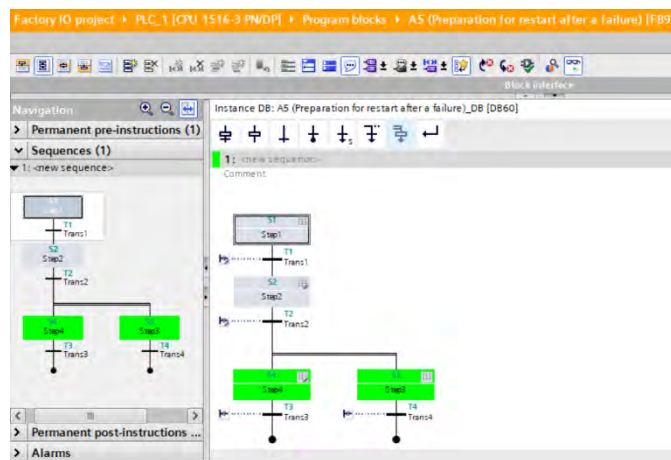 Factory IO project ▸ PLC_1 [CPU 1516-3 PN/DP] ▸ Program blocks ▸ A5 (Preparation for restart after a failure) [FB9
Block interface
Navigation
Instance DB: A5 (Preparation for restart after a failure)_DB [DB60]
Permanent pre-instructions (1)
Sequences (1)
1: <new sequence>
1: <new sequence>
Comment
T1
Trans1
S2
Step2
T2
Trans2
Step4
Step3
T3
Trans3
T4
Trans4
S1
Step1
T1
Trans1
S2
Step2
T2
Trans2
Step4
Step3
T3
Trans3
T4
Trans4
Permanent post-instructions ...
Alarms